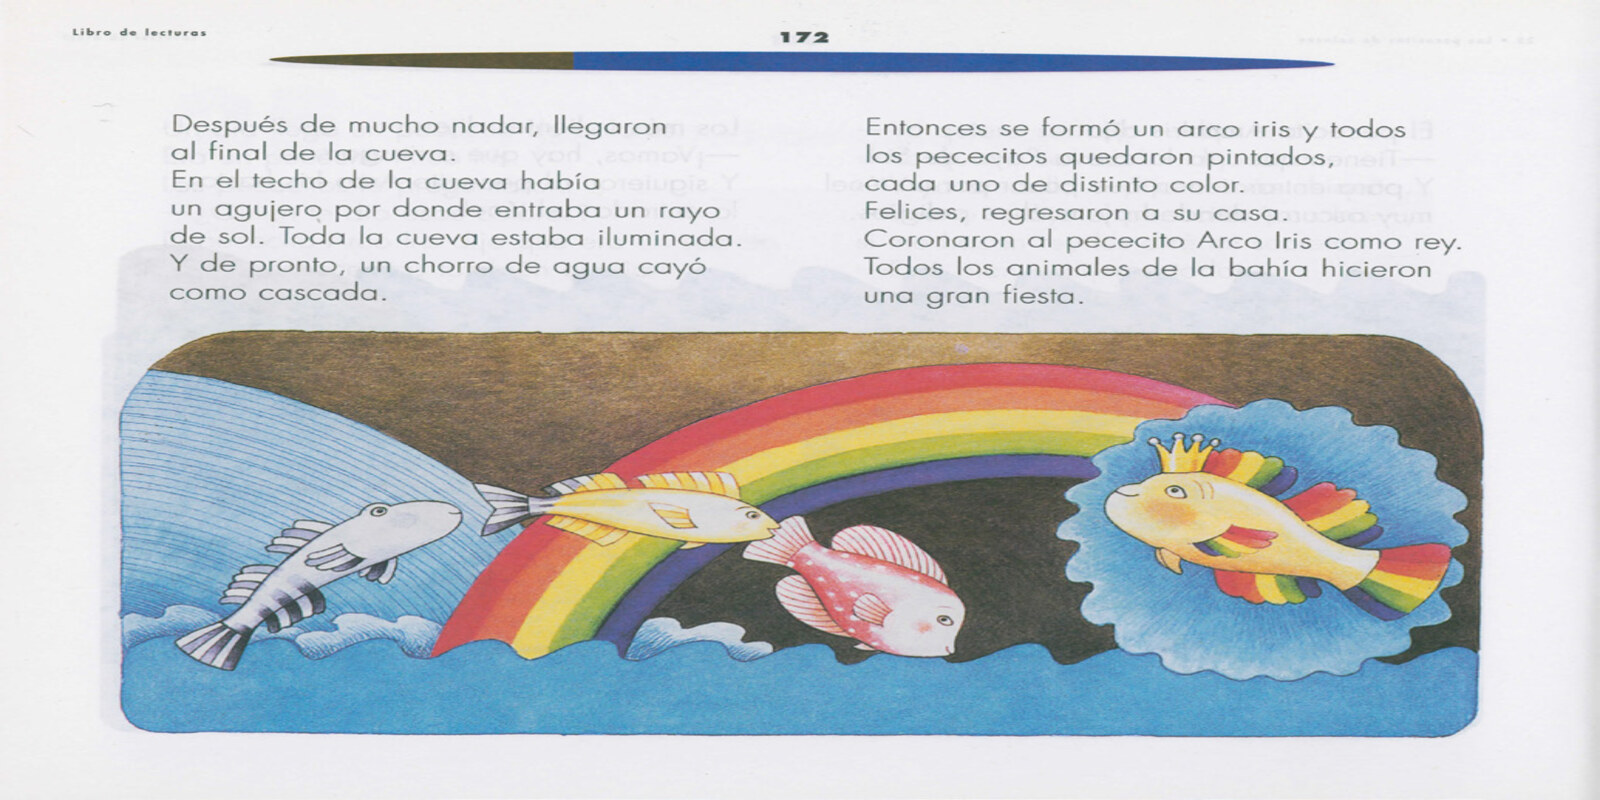 Libro de lecturas
172
Después de mucho nadar, llegaron
al final de la cueva.
En el techo de la cueva había
un agujero por donde entraba un rayo
de sol. Toda la cueva estaba iluminada.
Y de pronto, un chorro de agua cayó
como cascada.
Entonces se formó un arco iris y todos
los pececitos quedaron pintados,
cada uno de distinto color.
Felices, regresaron a su casa.
Coronaron al pececito Arco Iris como rey.
Todos los animales de la bahía hicieron
una gran fiesta.